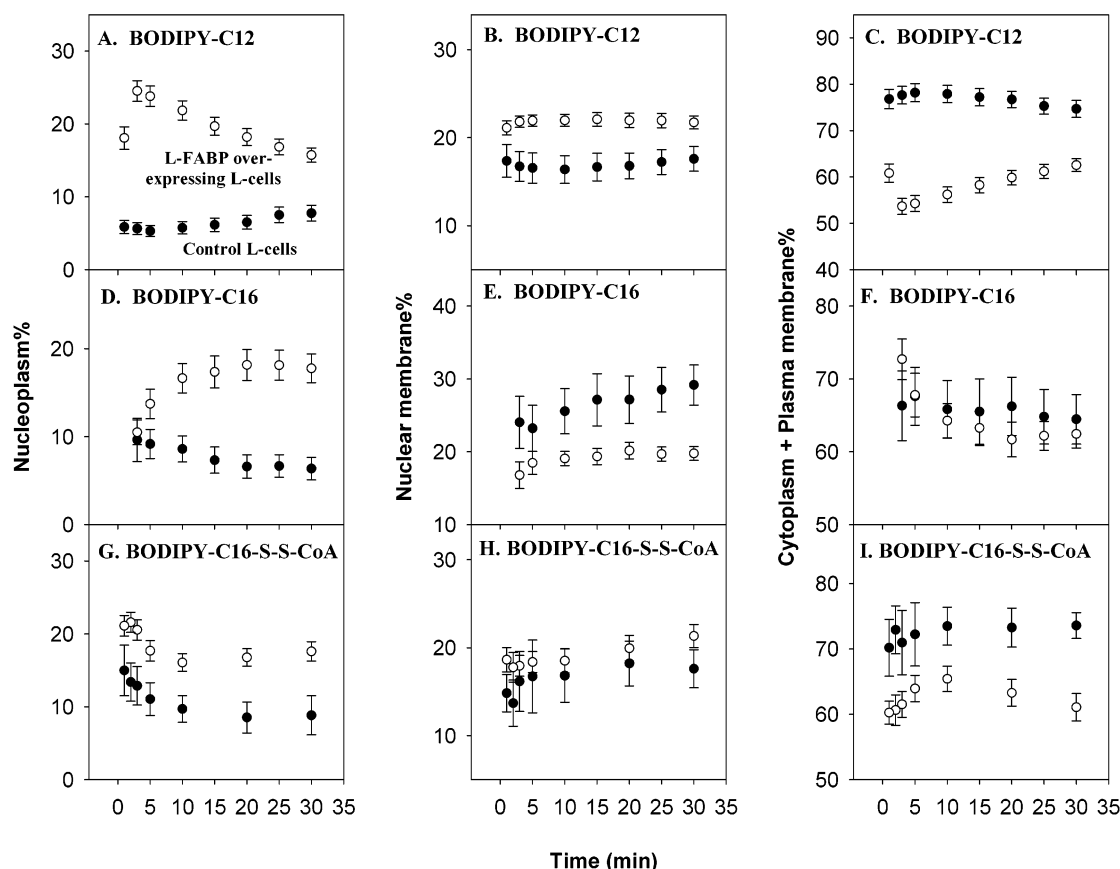 A. BODIPY-C12
30
20
10
0
L-FABP over-
expressing L-cells
Control L-cells
B. BODIPY-C12
30
20
10
C. BODIPY-C12
90
80
70
60
50
40
D. BODIPY-C16
20
10
0
E. BODIPY-C16
40
30
20
10
F. BODIPY-C16
80
70
60
50
G. BODIPY-C16-S-S-CoA
30
20
10
0
0 5 10 15 20 25 30 35
H. BODIPY-C16-S-S-CoA
30
20
10
0 5 10 15 20 25 30 35
I. BODIPY-C16-S-S-CoA
80
70
60
50
0 5 10 15 20 25 30 35
Nucleoplasm%
Nuclear membrane%
Cytoplasm + Plasma membrane%
Time (min)